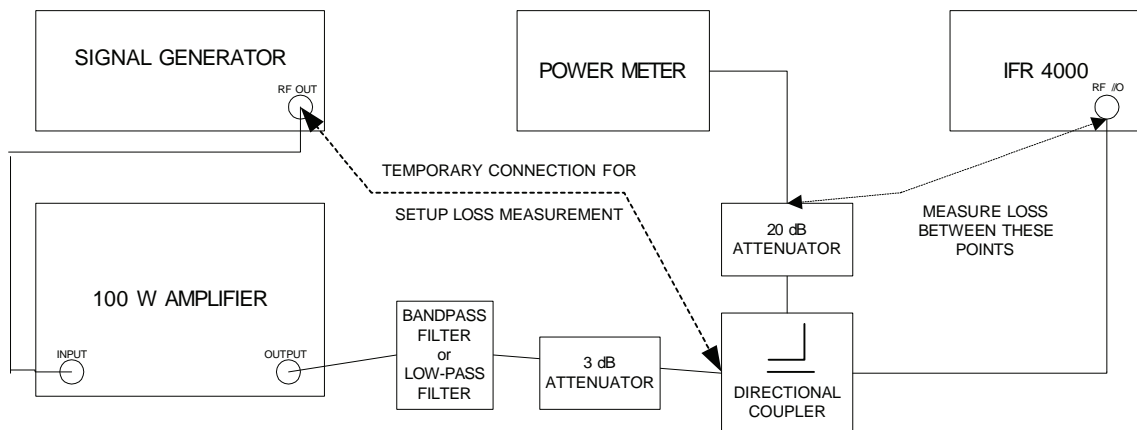 SIGNAL GENERATOR
RF OUT
POWER METER
IFR 4000
RF I/O
TEMPORARY CONNECTION FOR
SETUP LOSS MEASUREMENT
MEASURE LOSS
BETWEEN THESE
POINTS
20 dB
ATTENUATOR
100 W AMPLIFIER
INPUT
OUTPUT
BANDPASS
FILTER
or
LOW-PASS
FILTER
3 dB
ATTENUATOR
DIRECTIONAL
COUPLER